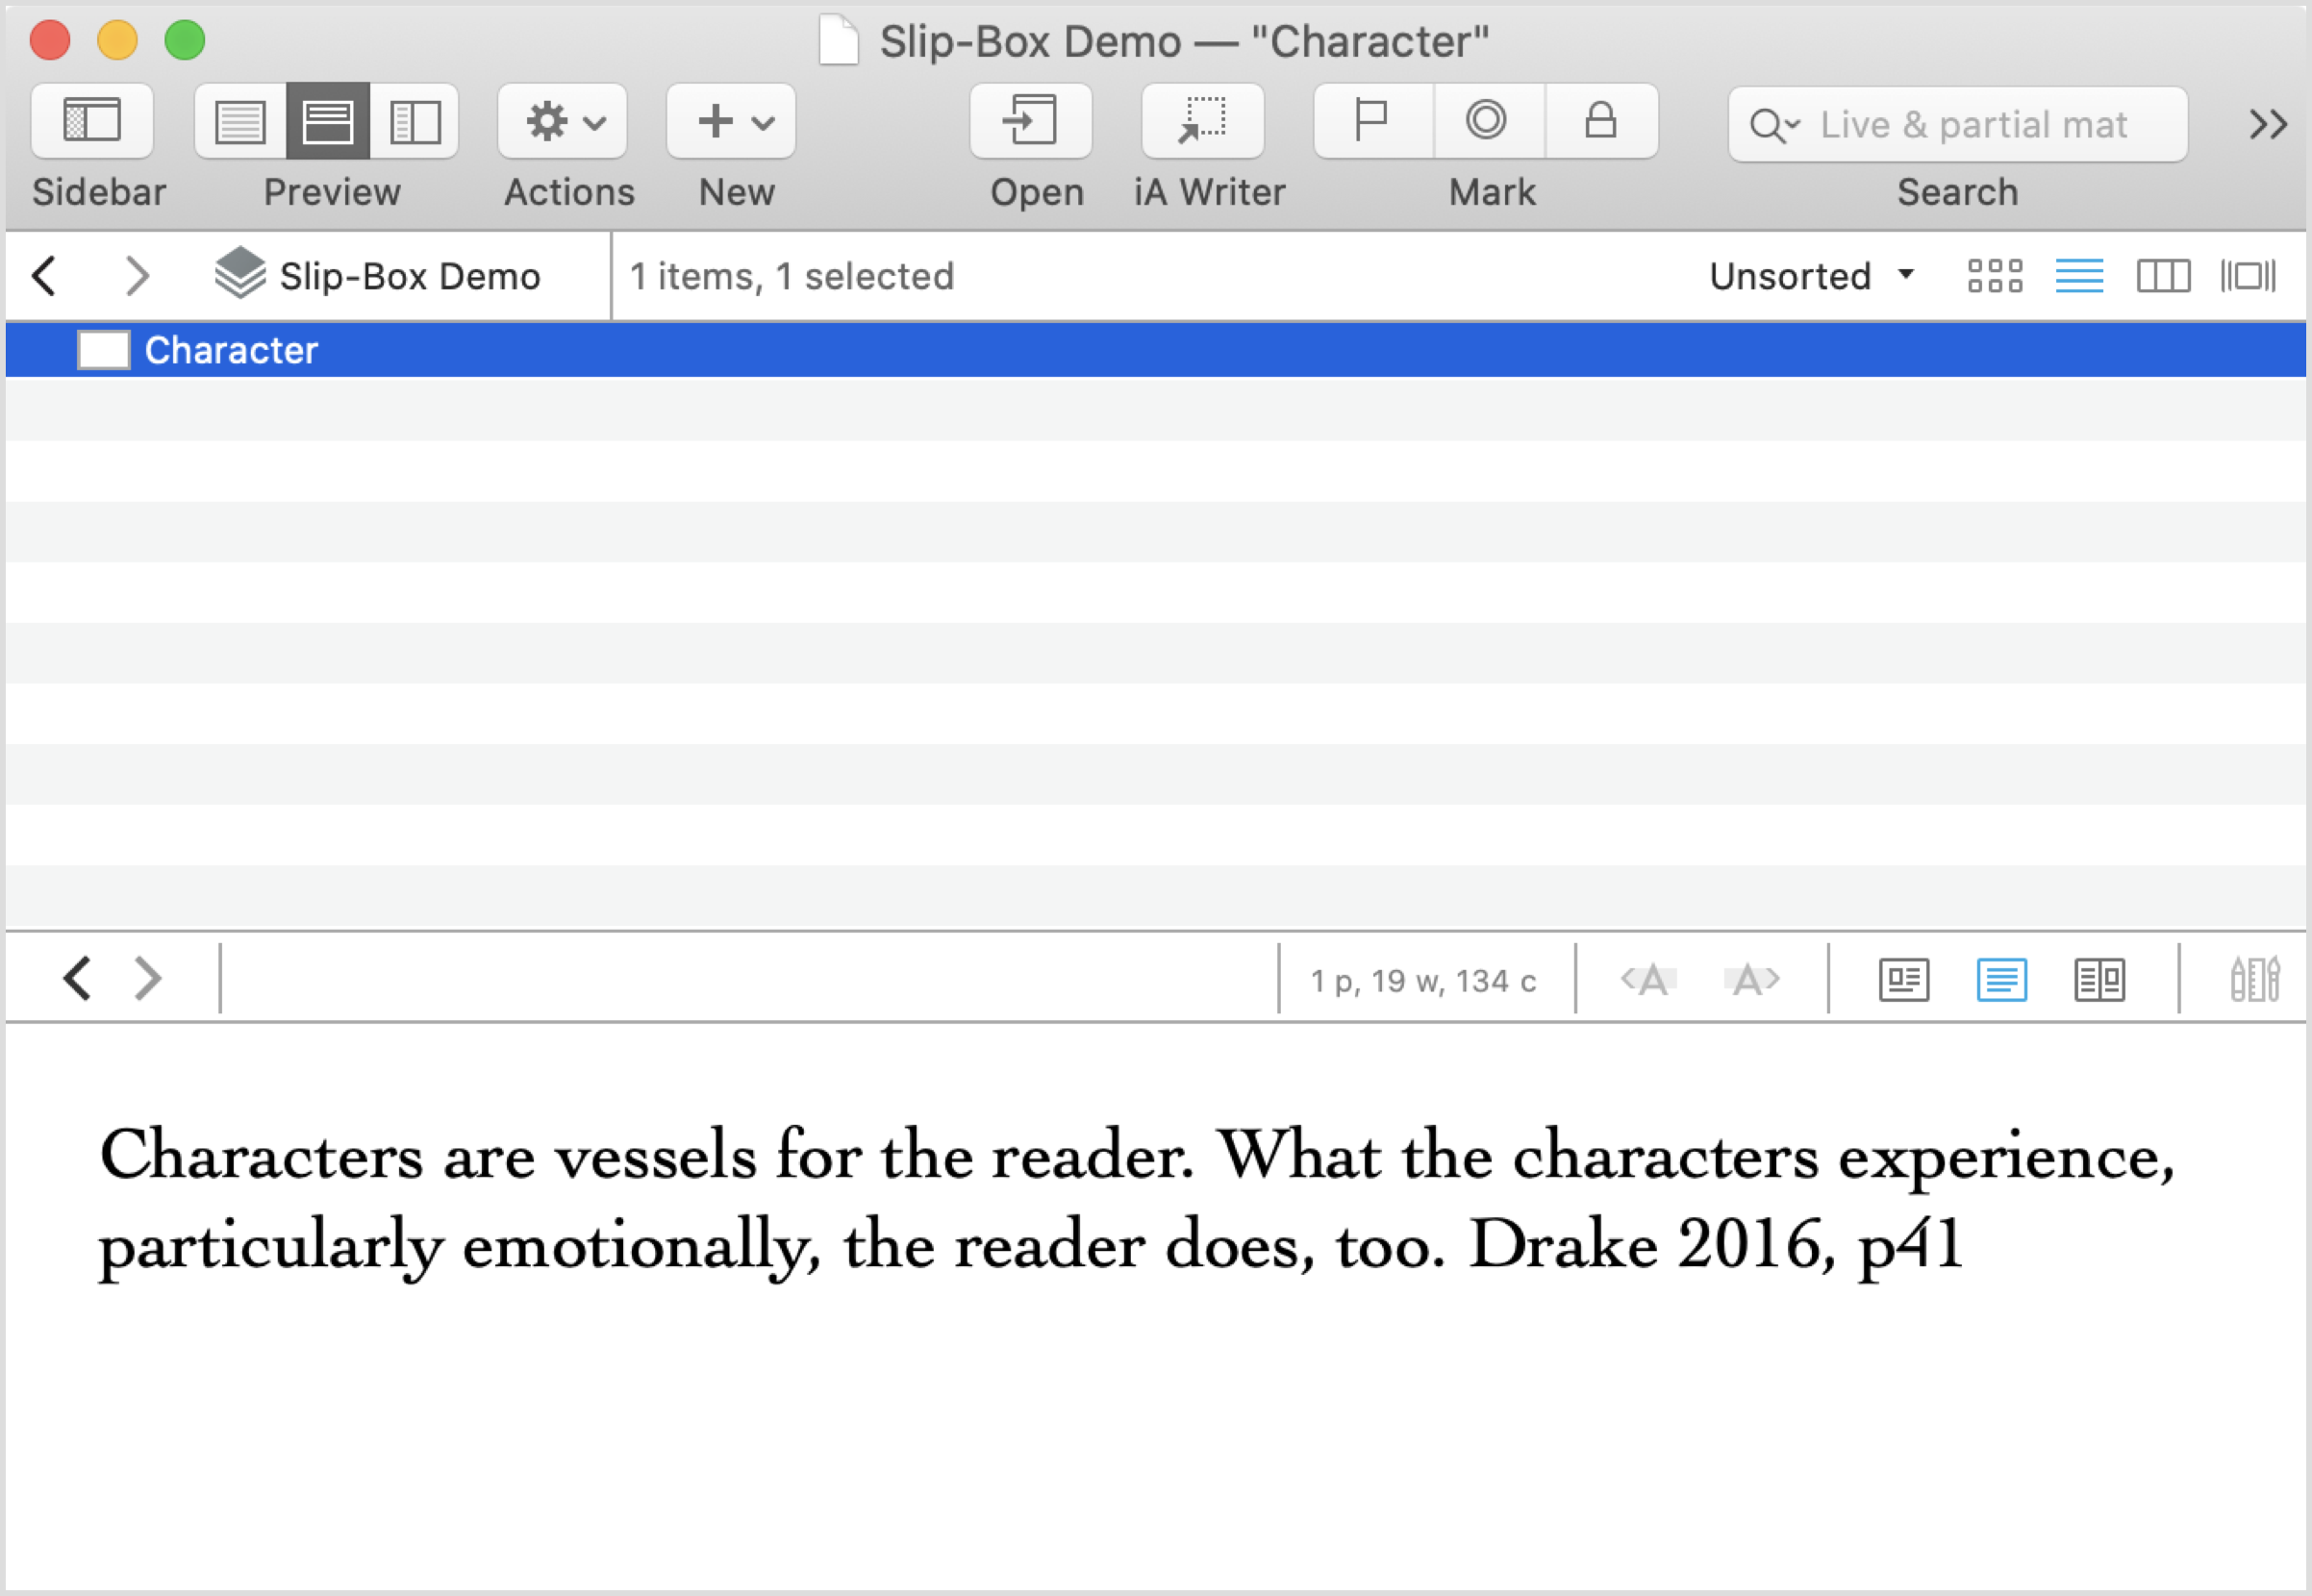 Slip-Box Demo — "Character"
Sidebar Preview Actions New Open iA Writer Mark Live & partial mat Search
Slip-Box Demo 1 items, 1 selected Unsorted
Character
1 p, 19 w, 134 c
Characters are vessels for the reader. What the characters experience,
particularly emotionally, the reader does, too. Drake 2016, p41